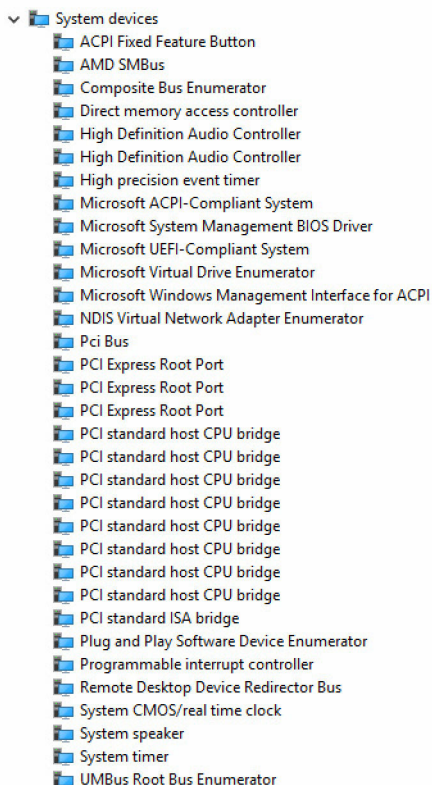 System devices
ACPI Fixed Feature Button
AMD SMBus
Composite Bus Enumerator
Direct memory access controller
High Definition Audio Controller
High Definition Audio Controller
High precision event timer
Microsoft ACPI-Compliant System
Microsoft System Management BIOS Driver
Microsoft UEFI-Compliant System
Microsoft Virtual Drive Enumerator
Microsoft Windows Management Interface for ACPI
NDIS Virtual Network Adapter Enumerator
Pci Bus
PCI Express Root Port
PCI Express Root Port
PCI Express Root Port
PCI standard host CPU bridge
PCI standard host CPU bridge
PCI standard host CPU bridge
PCI standard host CPU bridge
PCI standard host CPU bridge
PCI standard host CPU bridge
PCI standard host CPU bridge
PCI standard host CPU bridge
PCI standard ISA bridge
Plug and Play Software Device Enumerator
Programmable interrupt controller
Remote Desktop Device Redirector Bus
System CMOS/real time clock
System speaker
System timer
UMBus Root Bus Enumerator